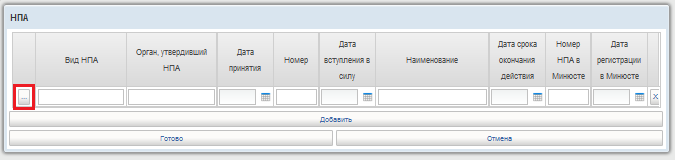 НПА
Вид НПА
Орган, утвердивший
НПА
Дата
принятия
Номер
Дата
вступления в
силу
Наименование
Дата срока
окончания
действия
Номер
НПА в
Минюсте
Дата
регистрации
в Минюсте
...
X
Добавить
Готово
Отмена